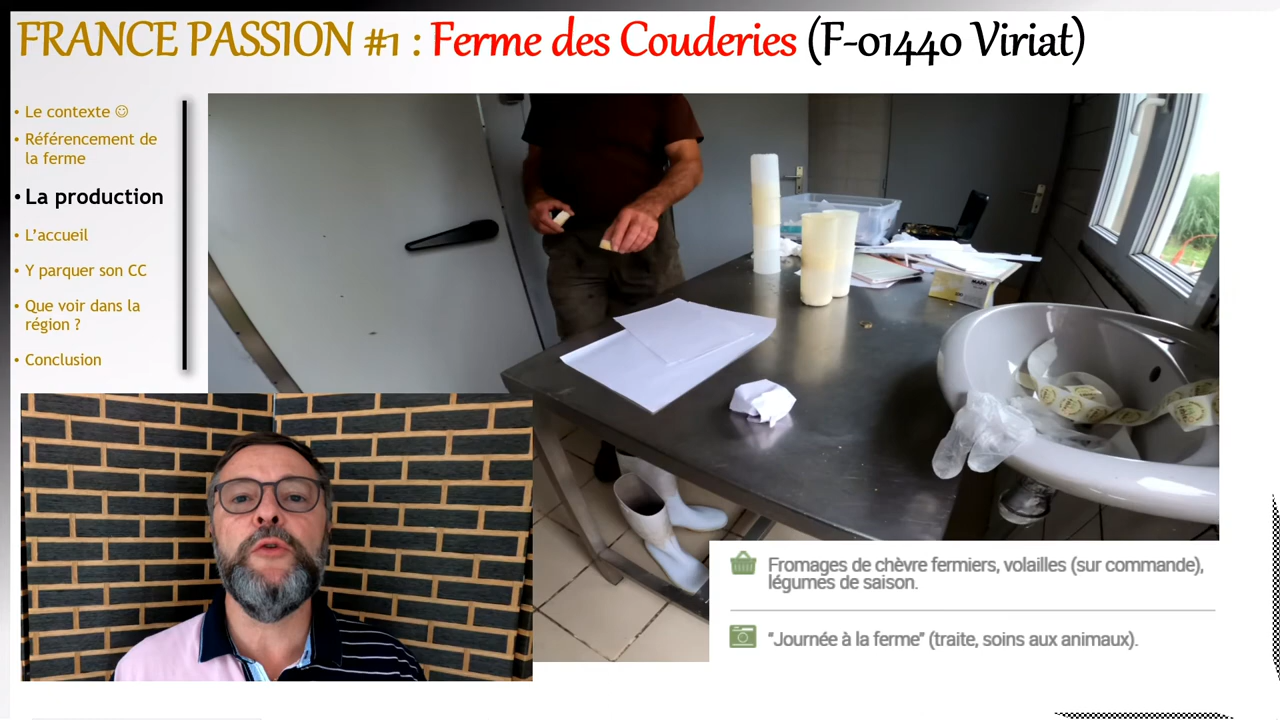 FRANCE PASSION #1 : Ferme des Couderies (F-01440 Viriat)
• Le contexte ☺
• Référencement de
la ferme
• La production
• L'accueil
• Y parquer son CC
• Que voir dans la
région ?
• Conclusion
Fromages de chèvre fermiers, volailles (sur commande),
légumes de saison.
"Journée à la ferme" (traite, soins aux animaux).